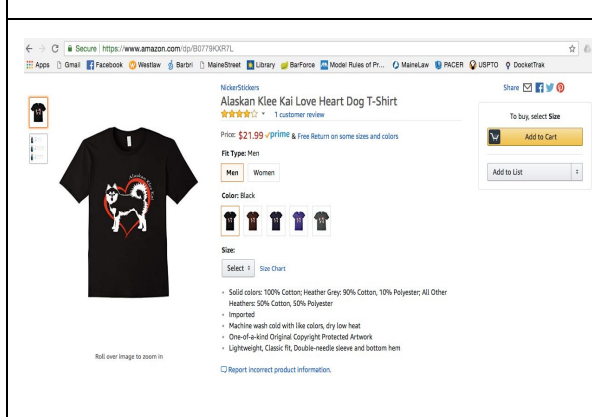 Secure | https://www.amazon.com/dp/B0779KXR7L
Apps Gmail Facebook Westlaw Barbri MaineStreet Library BarForce Model Rules of Pr... MaineLaw PACER USPTO DocketTrak
NickerStickers
Share
Alaskan Klee Kai Love Heart Dog T-Shirt
1 customer review
To buy, select Size
Price: $21.99 prime & Free Return on some sizes and colors
Add to Cart
Fit Type: Men
Men Women
Add to List
Color: Black
Alaskan Klee Kai
Size:
Select Size Chart
• Solid colors: 100% Cotton; Heather Grey: 90% Cotton, 10% Polyester; All Other
Heathers: 50% Cotton, 50% Polyester
• Imported
• Machine wash cold with like colors, dry low heat
• One-of-a-kind Original Copyright Protected Artwork
• Lightweight, Classic fit, Double-needle sleeve and bottom hem
Roll over image to zoom in
Report incorrect product information.